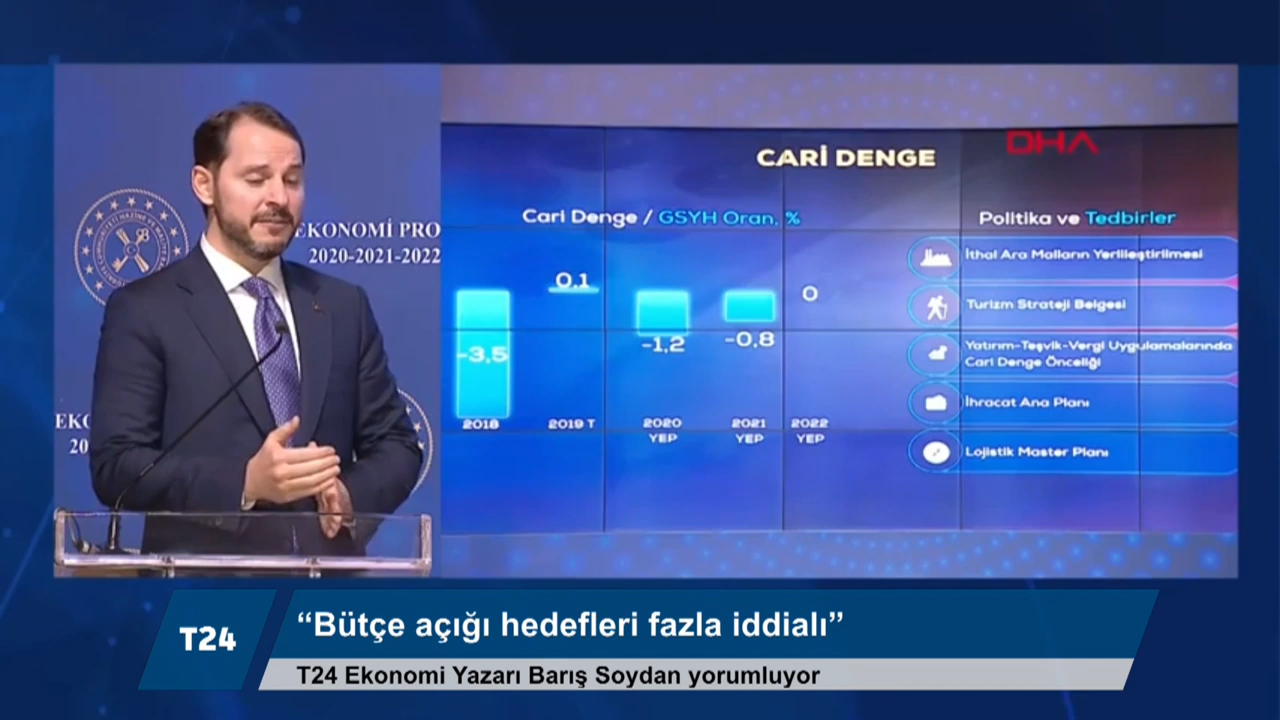 CARİ DENGE
DHA
Cari Denge / GSYH Oran, %
Politika ve Tedbirler
-3,5
0,1
-1,2
-0,8
0
2018
2019 T
2020 YEP
2021 YEP
2022 YEP
İthal Ara Malların Yerlileştirilmesi
Turizm Strateji Belgesi
Yatırım-Teşvik-Vergi Uygulamalarında
Cari Denge Önceliği
İhracat Ana Planı
Lojistik Master Planı
EKONOMİ PRO
2020-2021-2022
EK
20
T24
“Bütçe açığı hedefleri fazla iddialı”
T24 Ekonomi Yazarı Barış Soydan yorumluyor